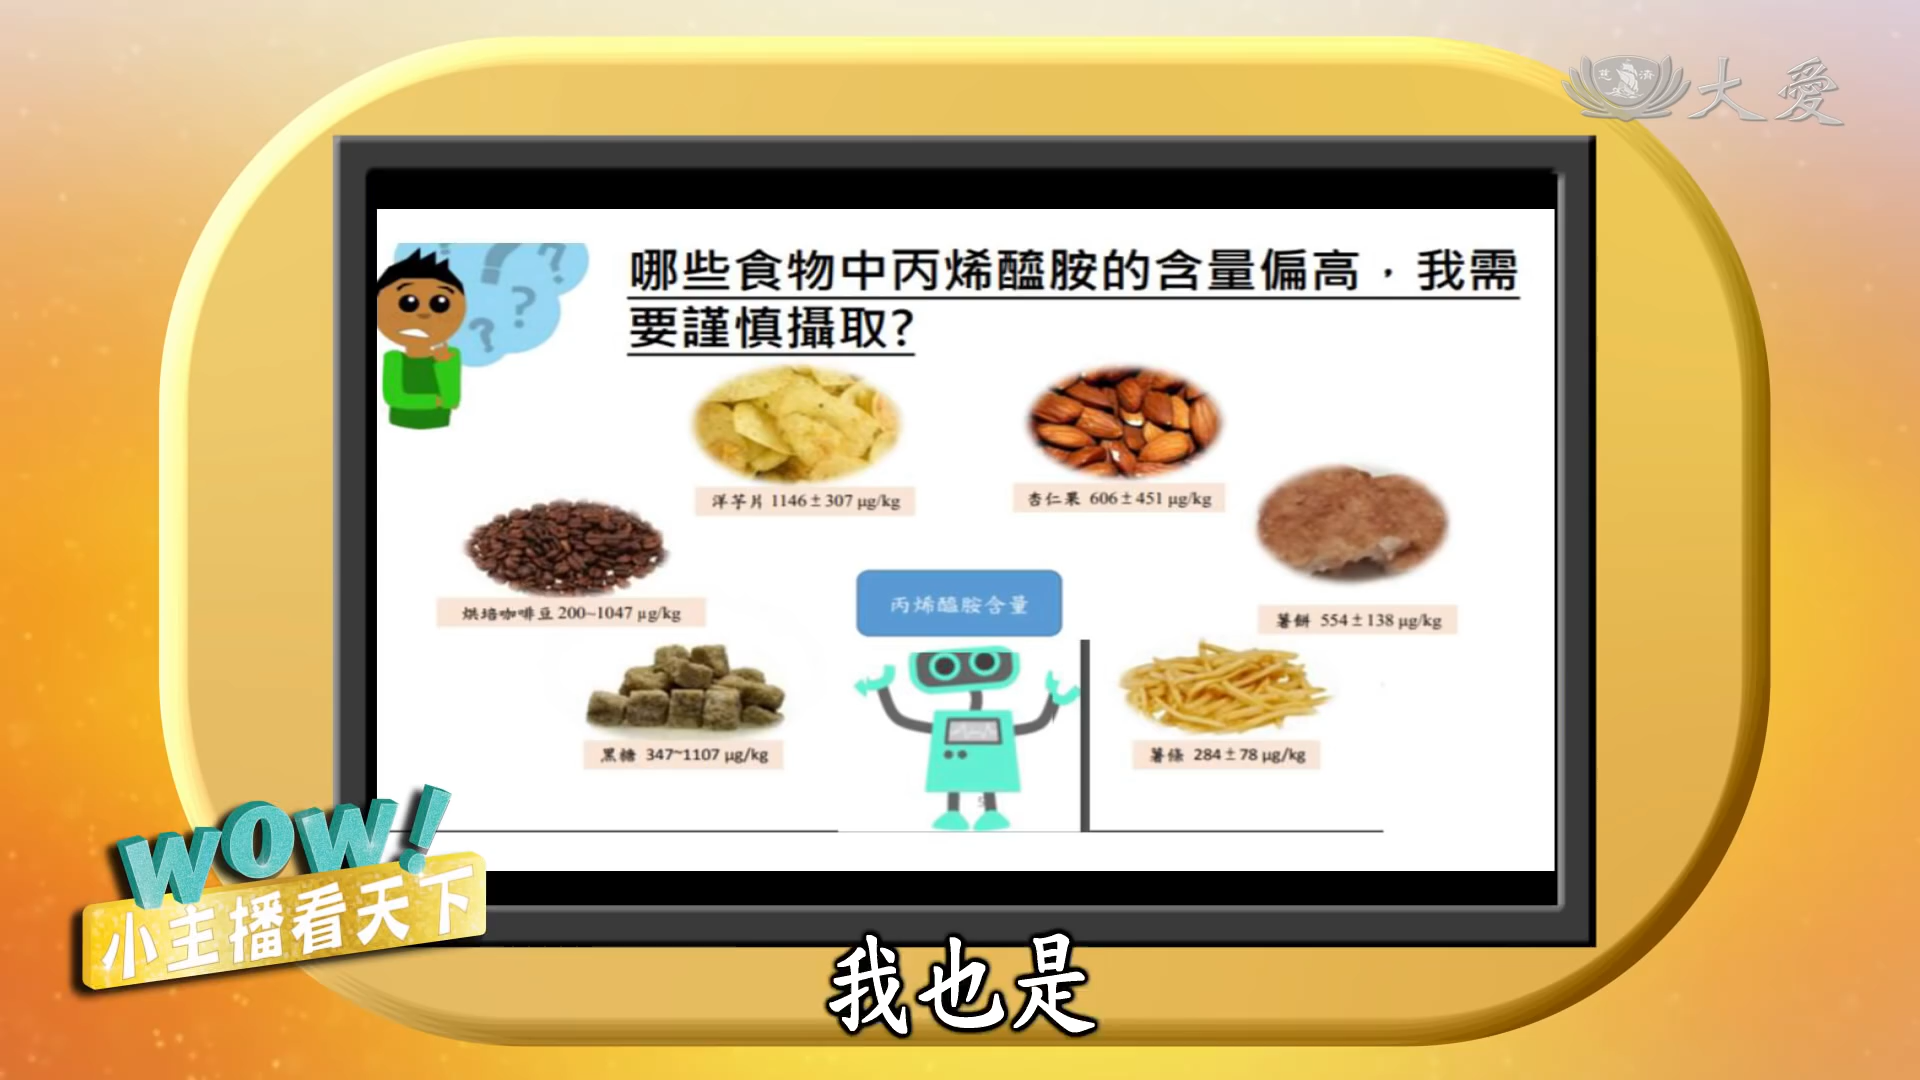 慈濟 大愛
哪些食物中丙烯醯胺的含量偏高，我需
要謹慎攝取?
洋芋片 1146±307 μg/kg
杏仁果 606±451 μg/kg
烘培咖啡豆 200~1047 μg/kg
丙烯醯胺含量
薯餅 554±138 μg/kg
黑糖 347~1107 μg/kg
薯條 284±78 μg/kg
WOW!
小主播看天下
我也是